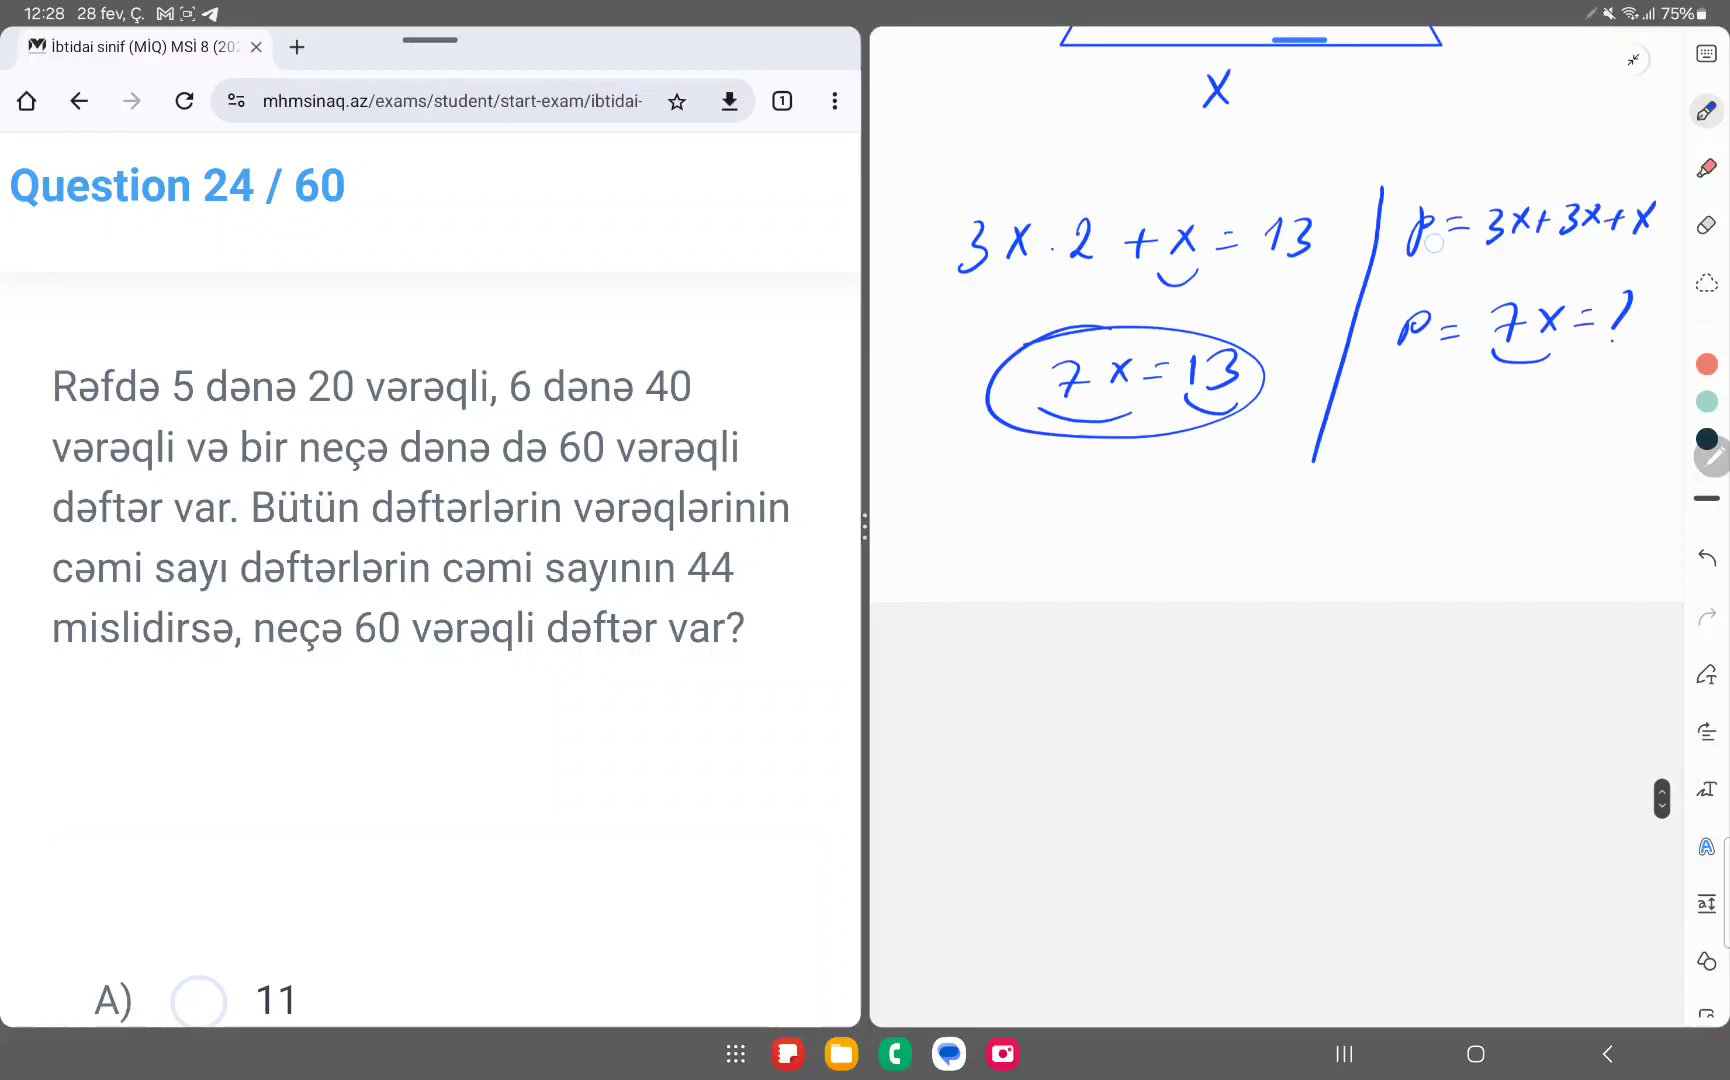 12:28 28 fev, Ç.
75%
İbtidai sinif (MİQ) MSİ 8 (202
mhmsinaq.az/exams/student/start-exam/ibtidai-
1
Question 24 / 60
Rəfdə 5 dənə 20 vərəqli, 6 dənə 40
vərəqli və bir neçə dənə də 60 vərəqli
dəftər var. Bütün dəftərlərin vərəqlərinin
cəmi sayı dəftərlərin cəmi sayının 44
mislidirsə, neçə 60 vərəqli dəftər var?
A) 11
x
3x · 2 + x = 13
7x = 13
p = 3x + 3x + x
p = 7x = ?